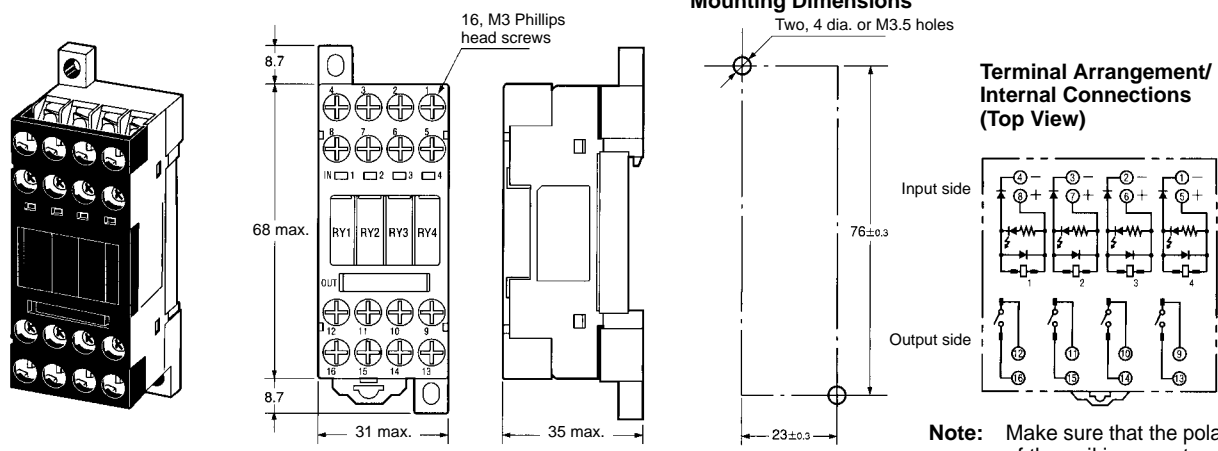 Mounting Dimensions
16, M3 Phillips
head screws
Two, 4 dia. or M3.5 holes
8.7
68 max.
8.7
31 max.
4 3 2 1
8 7 6 5
IN 1 2 3 4
RY1 RY2 RY3 RY4
OUT
12 11 10 9
16 15 14 13
35 max.
76±0.3
23±0.3
Terminal Arrangement/
Internal Connections
(Top View)
Input side
4 − 3 − 2 − 1 −
8 + 7 + 6 + 5 +
1 2 3 4
Output side
12 11 10 9
16 15 14 13
Note: Make sure that the pola